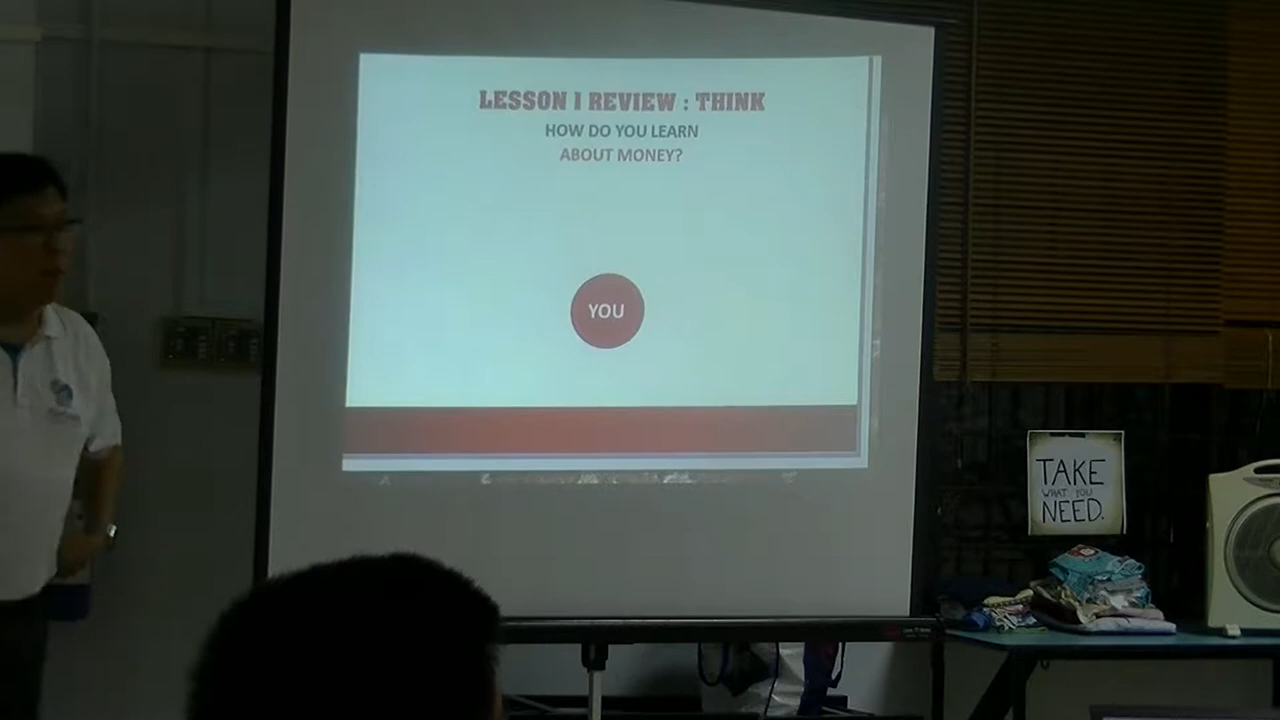 LESSON 1 REVIEW : THINK
HOW DO YOU LEARN
ABOUT MONEY?
YOU
TAKE
WHAT YOU
NEED.